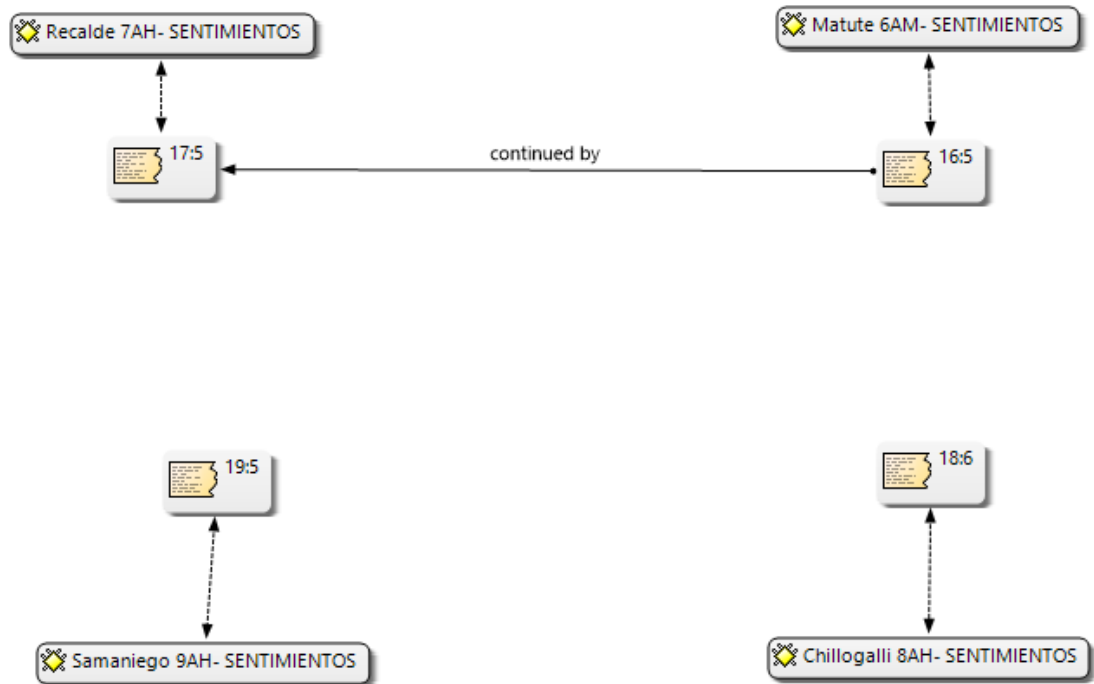 Recalde 7AH- SENTIMIENTOS
Matute 6AM- SENTIMIENTOS
17:5
continued by
16:5
19:5
18:6
Samaniego 9AH- SENTIMIENTOS
Chillogalli 8AH- SENTIMIENTOS